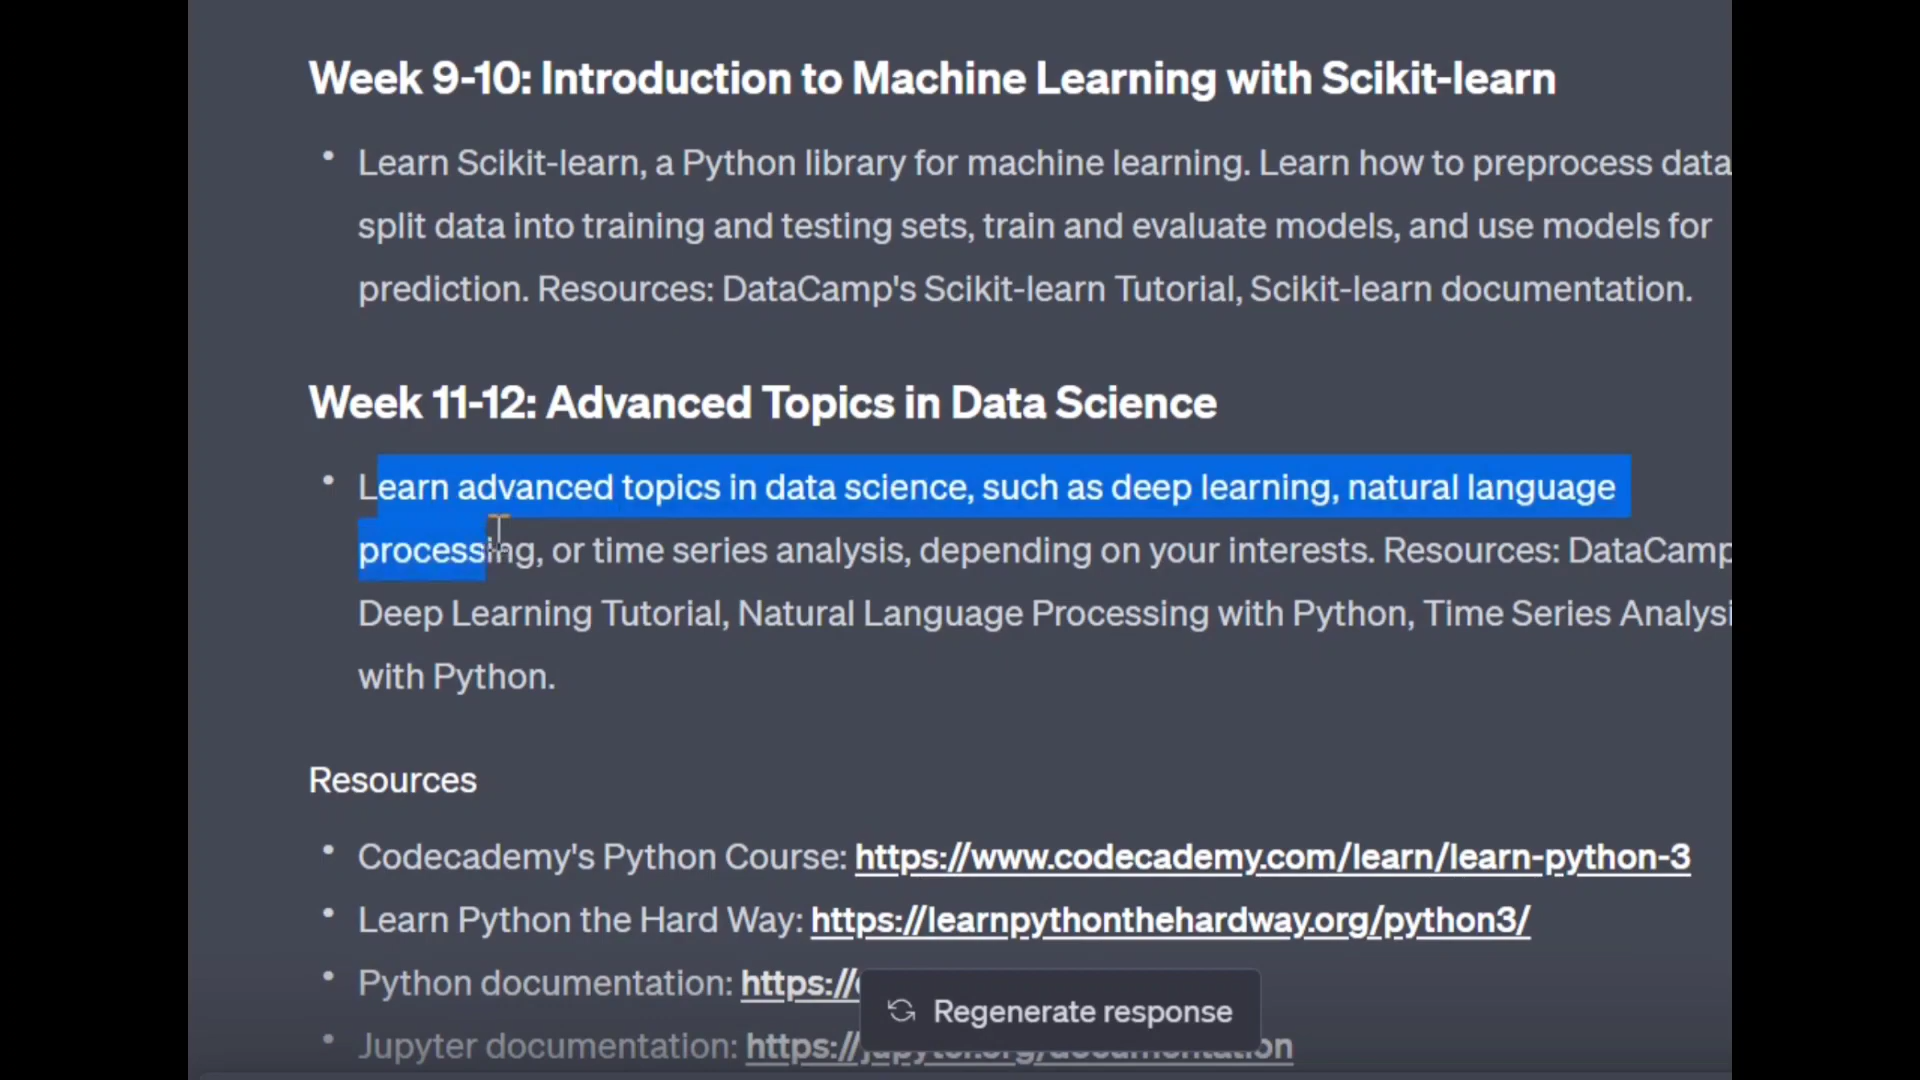 Week 9-10: Introduction to Machine Learning with Scikit-learn
• Learn Scikit-learn, a Python library for machine learning. Learn how to preprocess data
split data into training and testing sets, train and evaluate models, and use models for
prediction. Resources: DataCamp's Scikit-learn Tutorial, Scikit-learn documentation.
Week 11-12: Advanced Topics in Data Science
• Learn advanced topics in data science, such as deep learning, natural language
processing, or time series analysis, depending on your interests. Resources: DataCamp
Deep Learning Tutorial, Natural Language Processing with Python, Time Series Analysi
with Python.
Resources
• Codecademy's Python Course: https://www.codecademy.com/learn/learn-python-3
• Learn Python the Hard Way: https://learnpythonthehardway.org/python3/
• Python documentation: https://
Regenerate response
• Jupyter documentation: https://jupyter.org/documentation